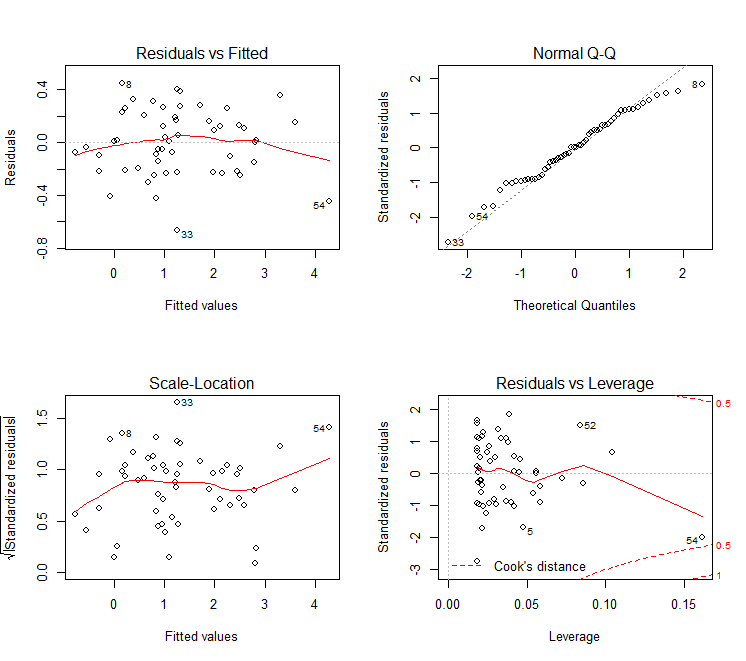 Residuals vs Fitted
Residuals
0.4
0.0
-0.4
-0.8
8
33
54
0 1 2 3 4
Fitted values
Normal Q-Q
Standardized residuals
2
1
0
-1
-2
8
54
33
-2 -1 0 1 2
Theoretical Quantiles
Scale-Location
√|Standardized residuals|
1.5
1.0
0.5
0.0
33
8
54
0 1 2 3 4
Fitted values
Residuals vs Leverage
Standardized residuals
2
1
0
-1
-2
-3
0.5
52
5
54
0.5
1
Cook's distance
0.00 0.05 0.10 0.15
Leverage